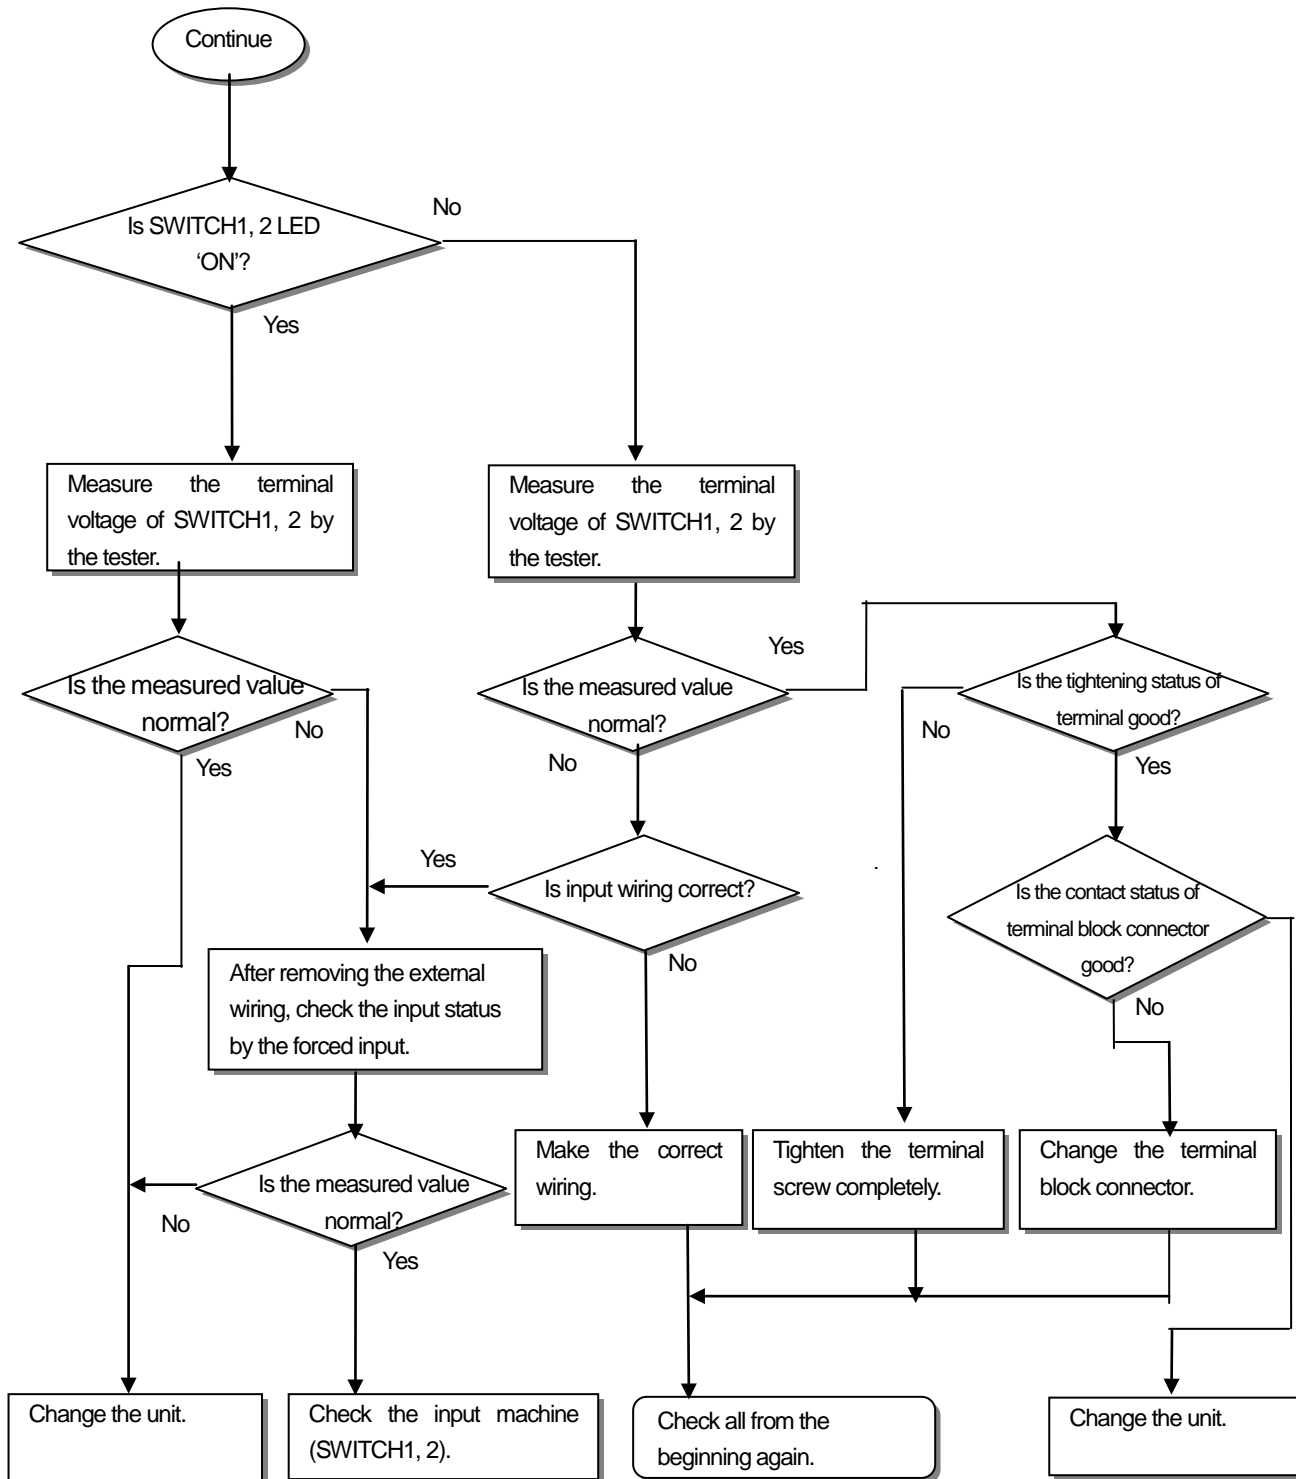 Continue
Is SWITCH1, 2 LED
‘ON’?
No
Yes
Measure the terminal
voltage of SWITCH1, 2 by
the tester.
Measure the terminal
voltage of SWITCH1, 2 by
the tester.
Is the measured value
normal?
No
Yes
Is the measured value
normal?
Yes
No
Is the tightening status of
terminal good?
No
Yes
Yes
Is input wiring correct?
No
Is the contact status of
terminal block connector
good?
No
After removing the external
wiring, check the input status
by the forced input.
Is the measured value
normal?
No
Yes
Make the correct
wiring.
Tighten the terminal
screw completely.
Change the terminal
block connector.
Change the unit.
Check the input machine
(SWITCH1, 2).
Check all from the
beginning again.
Change the unit.